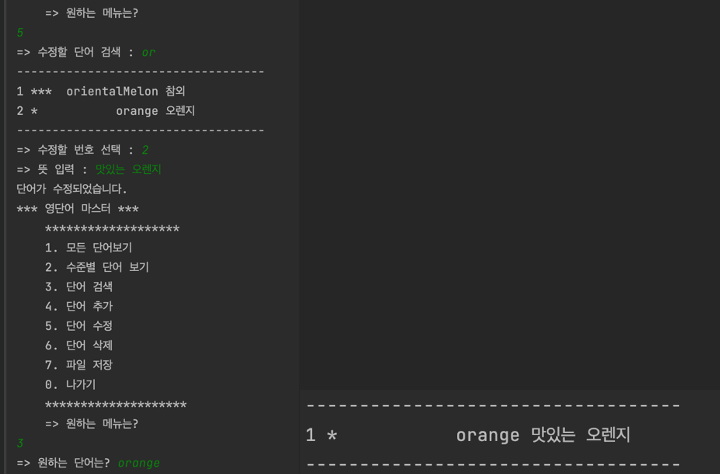 => 원하는 메뉴는?
5
=> 수정할 단어 검색 : or
-----------------------------------
1 ***  orientalMelon 참외
2 *           orange 오렌지
-----------------------------------
=> 수정할 번호 선택 : 2
=> 뜻 입력 : 맛있는 오렌지
단어가 수정되었습니다.
*** 영단어 마스터 ***
*******************
1. 모든 단어보기
2. 수준별 단어 보기
3. 단어 검색
4. 단어 추가
5. 단어 수정
6. 단어 삭제
7. 파일 저장
0. 나가기
********************
=> 원하는 메뉴는?
3
=> 원하는 단어는? orange
-----------------------------------
1 *           orange 맛있는 오렌지
-----------------------------------